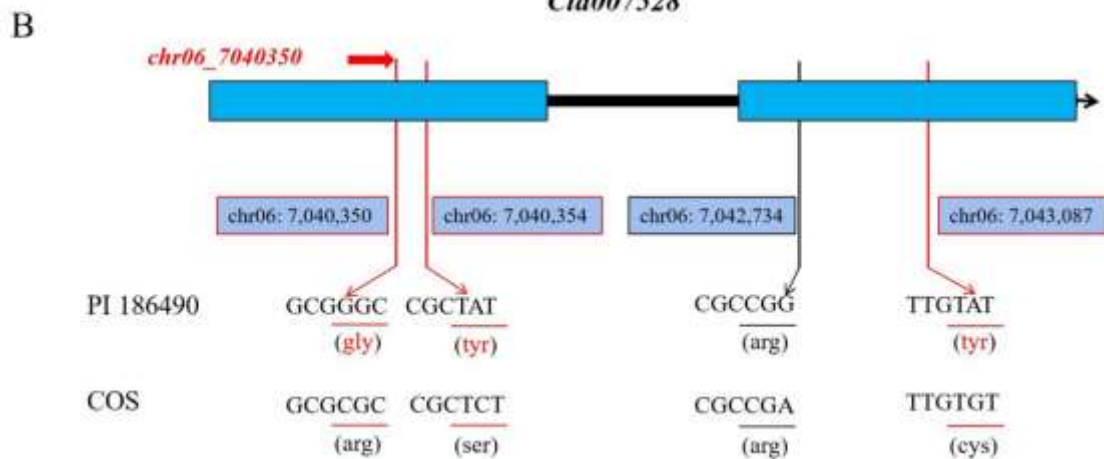 Cla007528
B
chr06_7040350
chr06: 7,040,350 chr06: 7,040,354 chr06: 7,042,734 chr06: 7,043,087
PI 186490 GCGGGC CGCTAT CGCCGG TTGTAT
(gly) (tyr) (arg) (tyr)
COS GCGCGC CGCTCT CGCCGA TTGTGT
(arg) (ser) (arg) (cys)